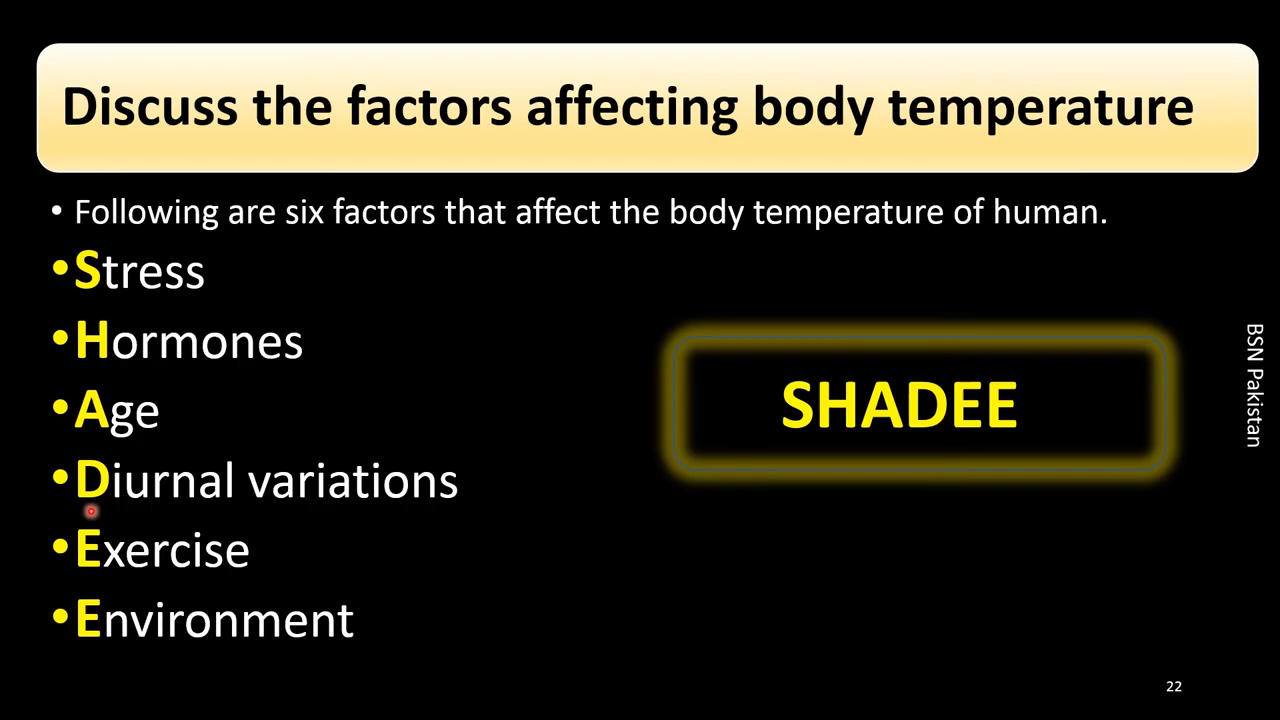 Discuss the factors affecting body temperature
• Following are six factors that affect the body temperature of human.
•Stress
•Hormones
•Age
•Diurnal variations
•Exercise
•Environment
SHADEE
BSN Pakistan
22